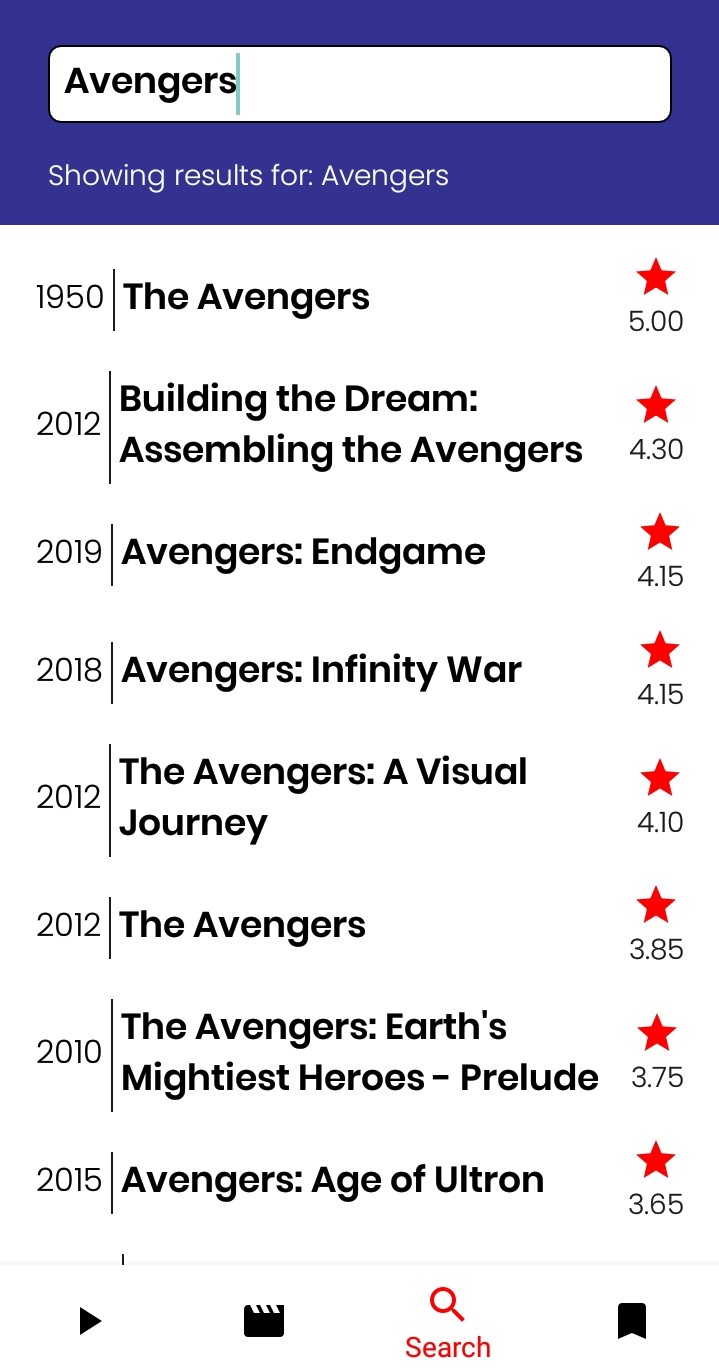 Avengers
Showing results for: Avengers
1950 The Avengers
5.00
Building the Dream:
2012
Assembling the Avengers
4.30
2019 Avengers: Endgame
4.15
2018 Avengers: Infinity War
4.15
The Avengers: A Visual
2012
Journey
4.10
2012 The Avengers
3.85
The Avengers: Earth's
2010
Mightiest Heroes - Prelude
3.75
2015 Avengers: Age of Ultron
3.65
Search